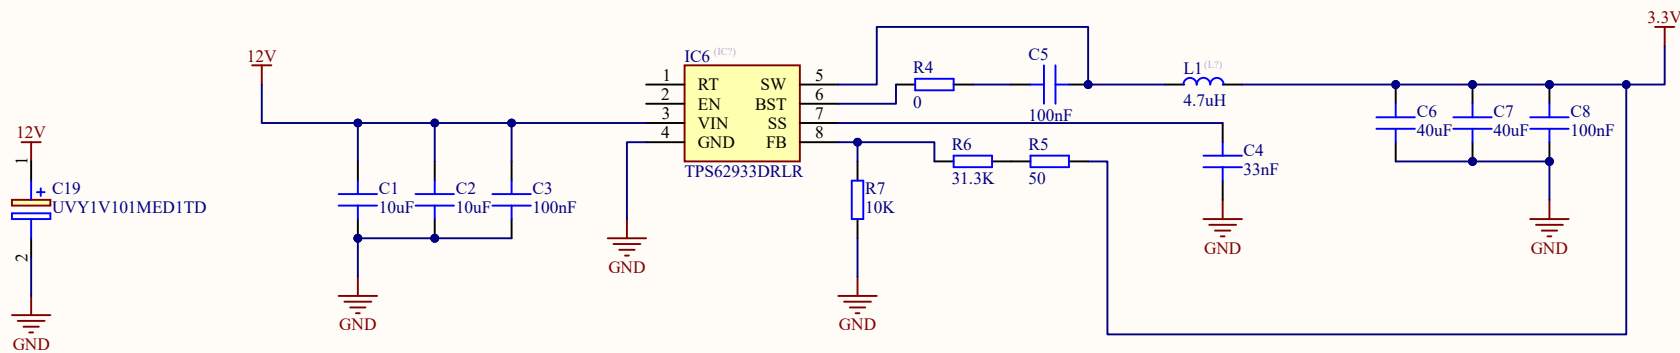 3.3V
12V
IC6 (IC?)
C5
R4
L1 (L?)
1 RT SW 5
2 EN BST 6
3 VIN SS 7
4 GND FB 8
0
100nF
4.7uH
C6
40uF
C7
40uF
C8
100nF
12V
1
R6
31.3K
R5
50
C4
33nF
TPS62933DRLR
C19
UVY1V101MED1TD
+
C1
10uF
C2
10uF
C3
100nF
R7
10K
2
GND
GND
GND
GND
GND
GND